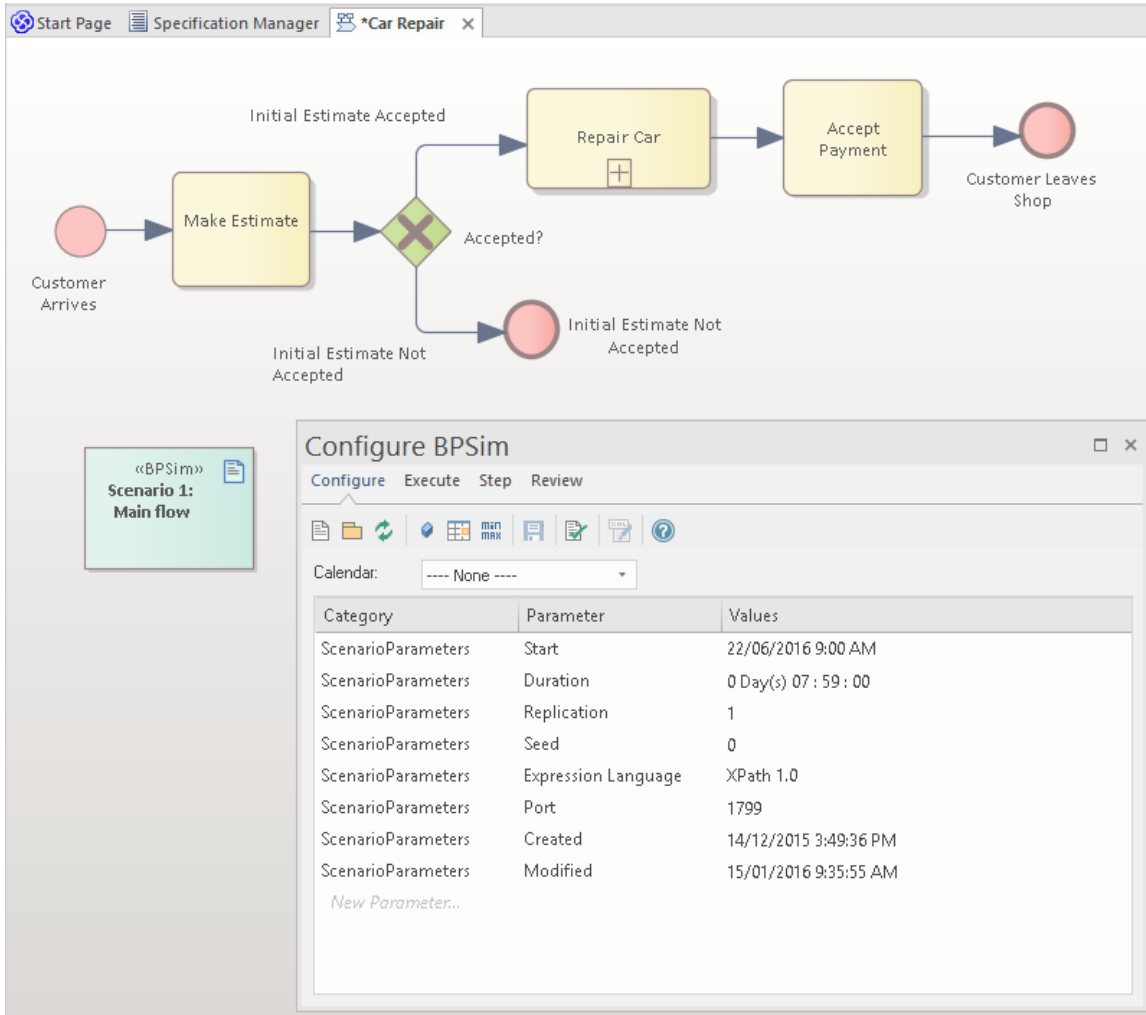 Start Page
Specification Manager
*Car Repair
Initial Estimate Accepted
Repair Car
Accept
Payment
Customer Leaves
Shop
Make Estimate
Accepted?
Customer
Arrives
Initial Estimate Not
Accepted
Initial Estimate Not
Accepted
«BPSim»
Scenario 1:
Main flow
Configure BPSim
Configure Execute Step Review
min
max
XML
Calendar: ---- None ----
Category Parameter Values
ScenarioParameters Start 22/06/2016 9:00 AM
ScenarioParameters Duration 0 Day(s) 07 : 59 : 00
ScenarioParameters Replication 1
ScenarioParameters Seed 0
ScenarioParameters Expression Language XPath 1.0
ScenarioParameters Port 1799
ScenarioParameters Created 14/12/2015 3:49:36 PM
ScenarioParameters Modified 15/01/2016 9:35:55 AM
New Parameter...